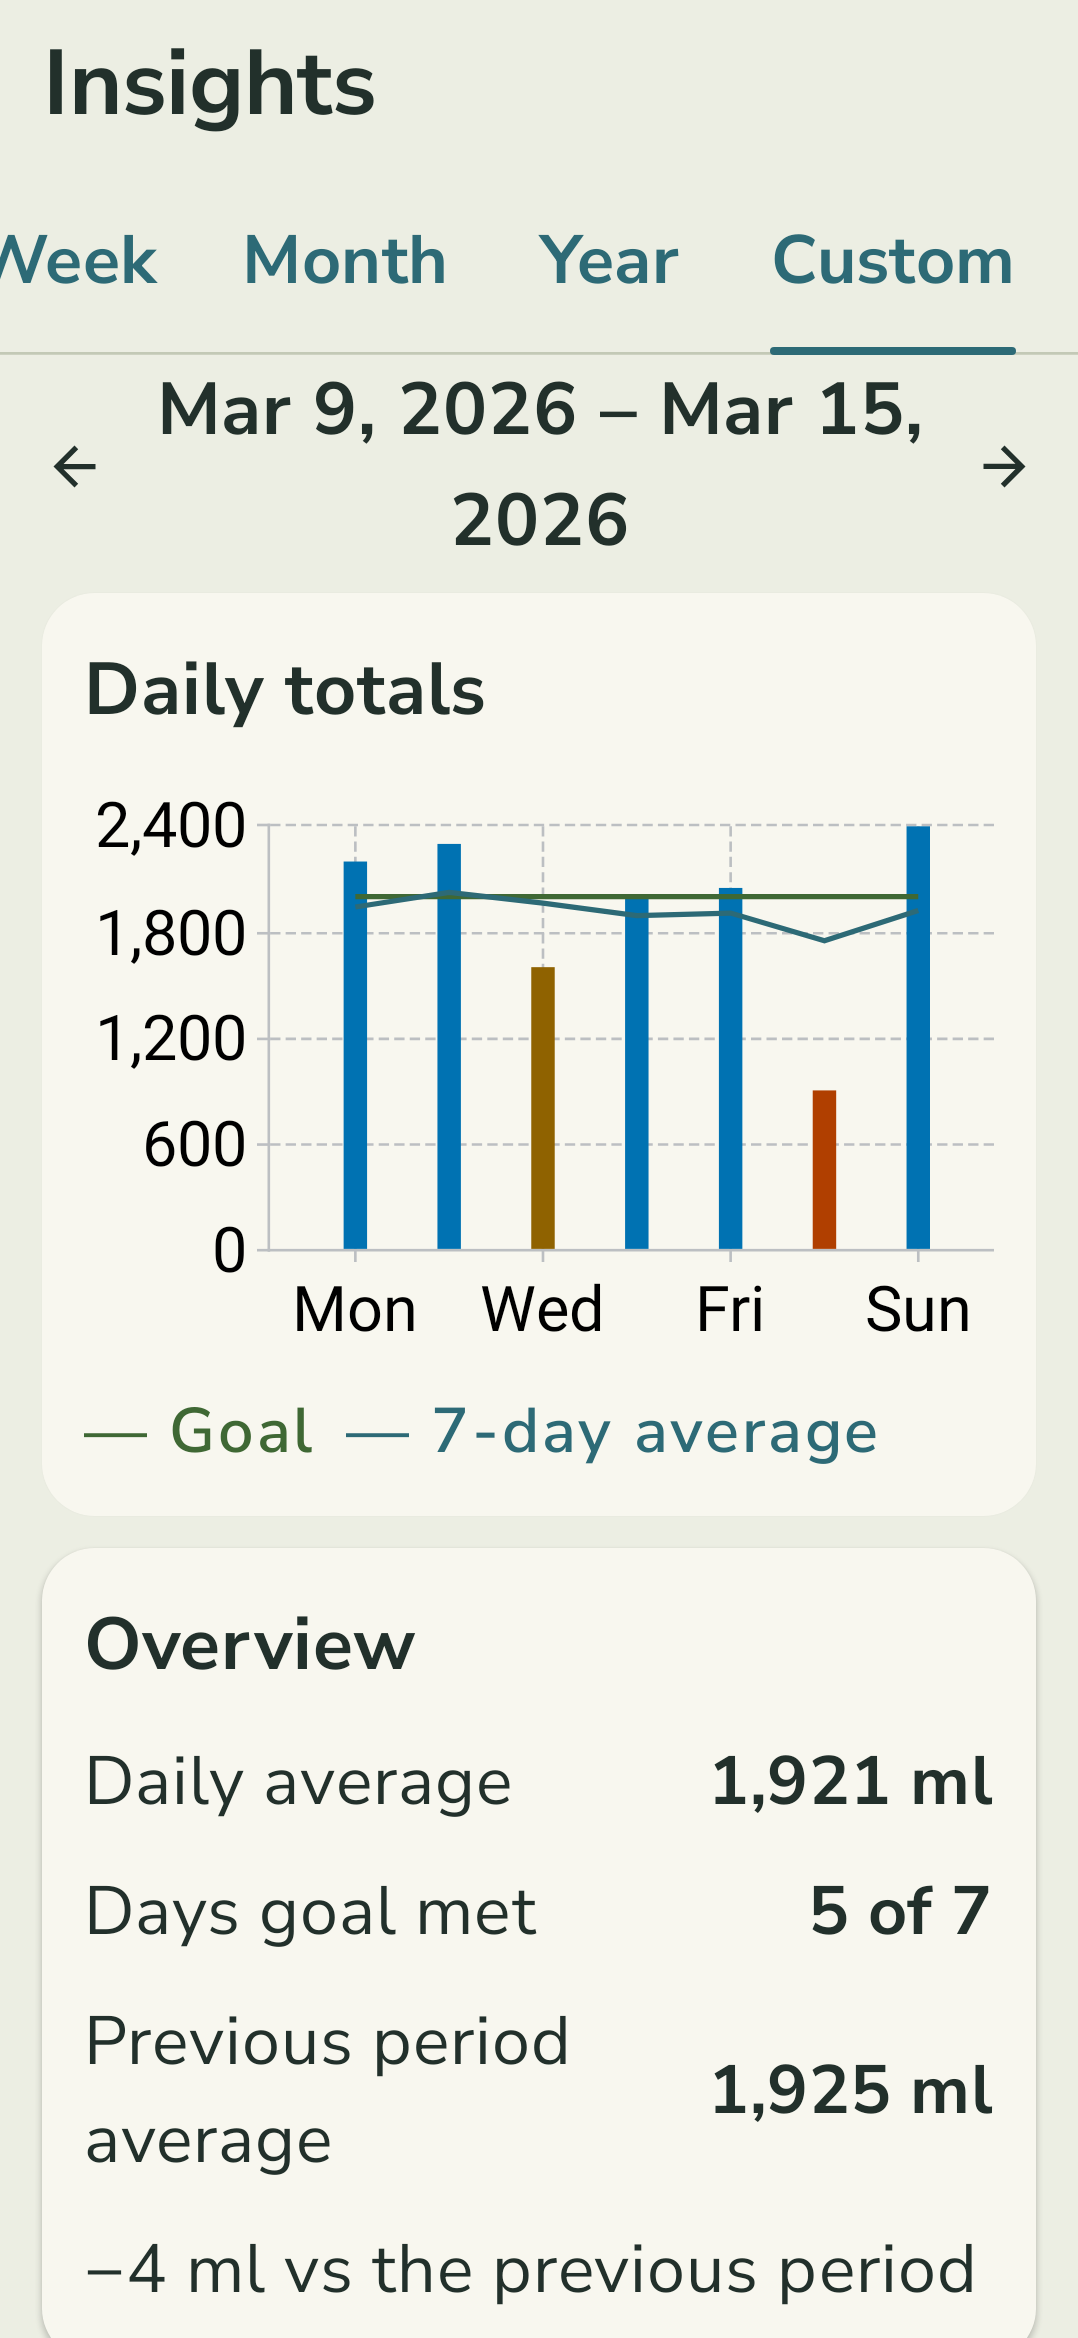 Insights
Week Month Year Custom
Mar 9, 2026 – Mar 15,
2026
Daily totals
2,400
1,800
1,200
600
0
Mon Wed Fri Sun
— Goal — 7-day average
Overview
Daily average 1,921 ml
Days goal met 5 of 7
Previous period
average 1,925 ml
−4 ml vs the previous period